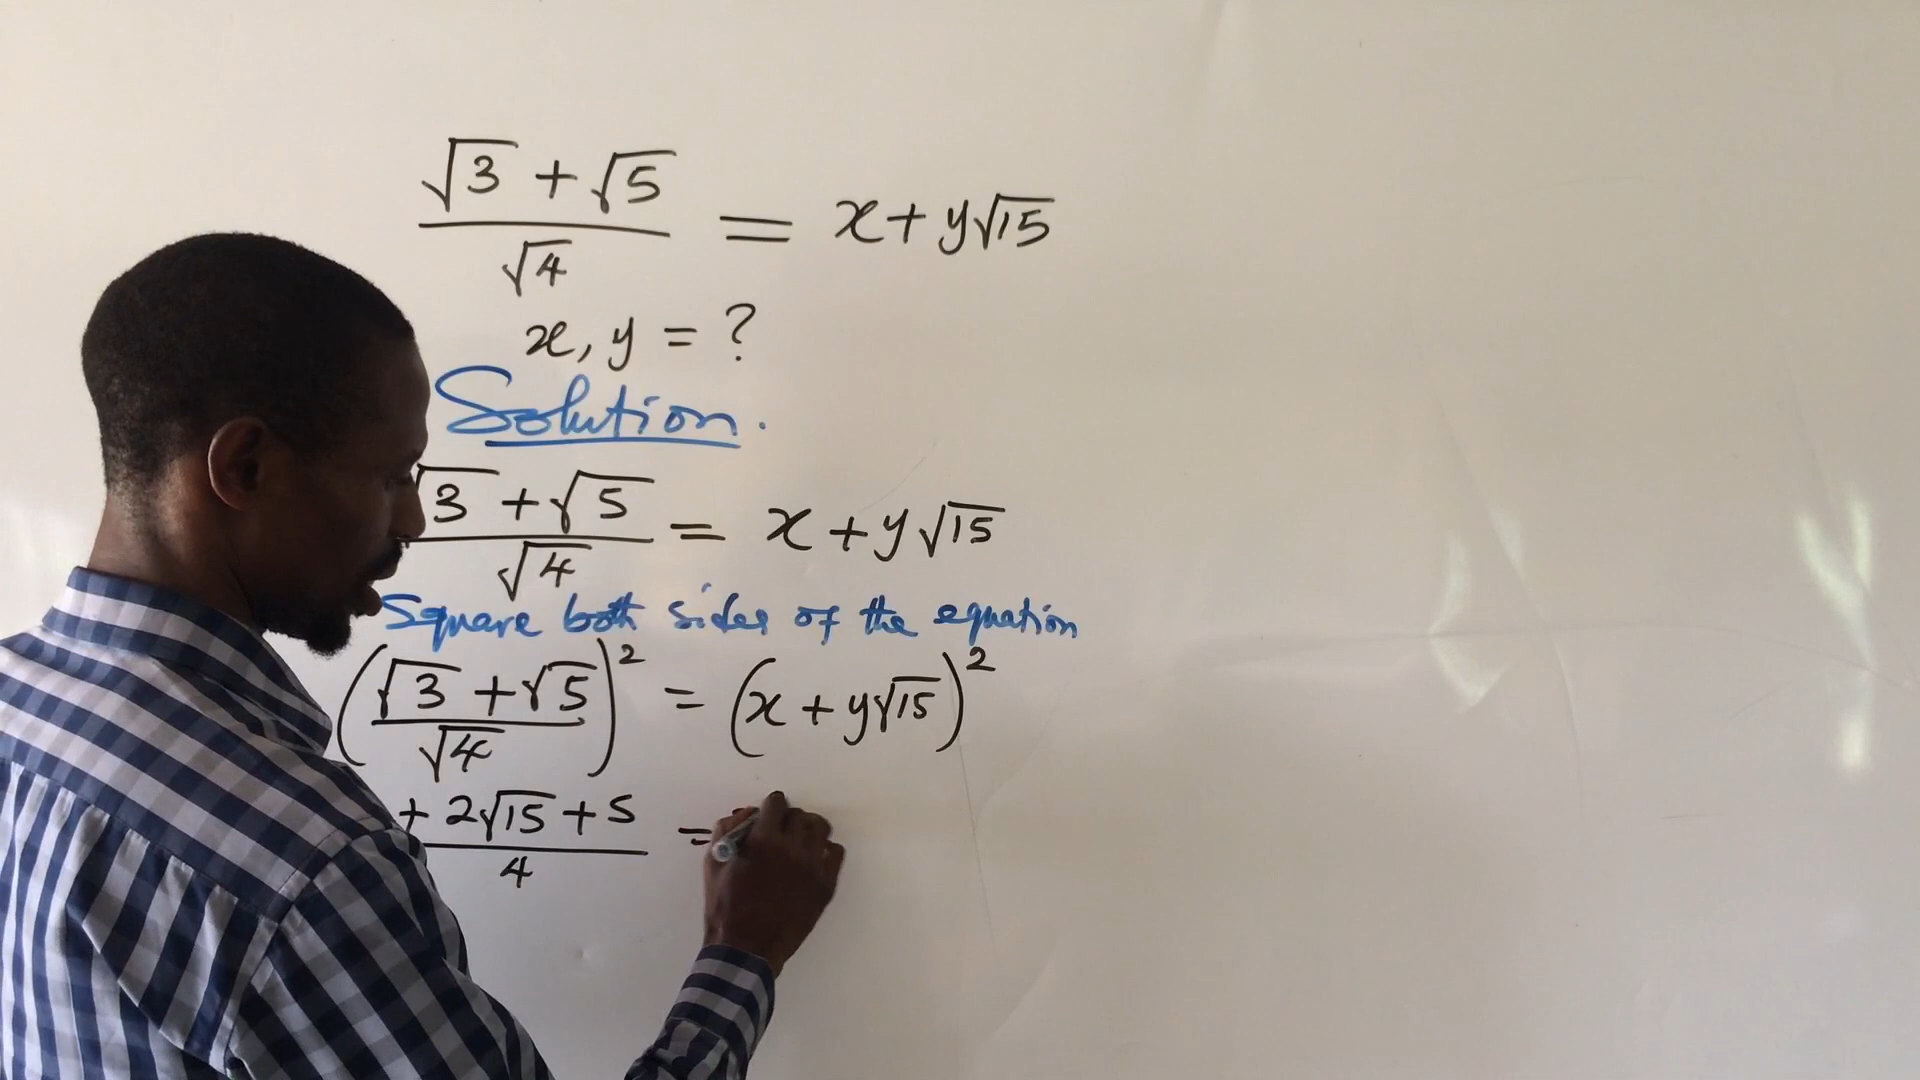 √3 + √5 / √4 = x + y√15
x, y = ?
Solution.
√3 + √5 / √4 = x + y√15
Square both sides of the equation
(√3 + √5 / √4)² = (x + y√15)²
+ 2√15 + 5 / 4 =